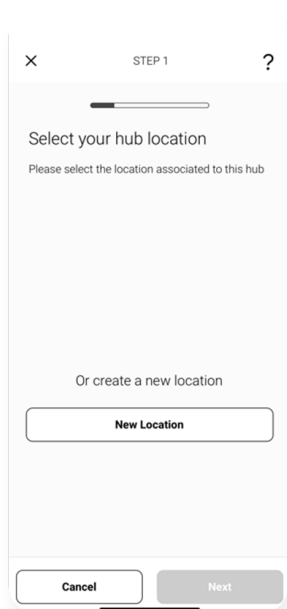 STEP 1
?
Select your hub location
Please select the location associated to this hub
Or create a new location
New Location
Cancel
Next